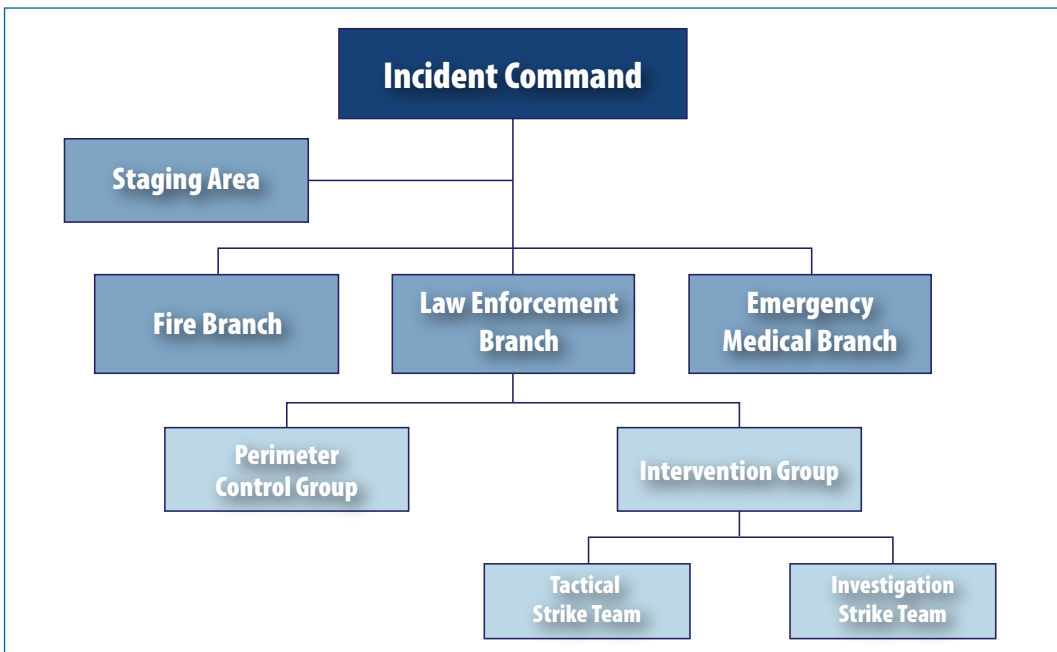 Incident Command
Staging Area
Fire Branch
Law Enforcement
Branch
Emergency
Medical Branch
Perimeter
Control Group
Intervention Group
Tactical
Strike Team
Investigation
Strike Team